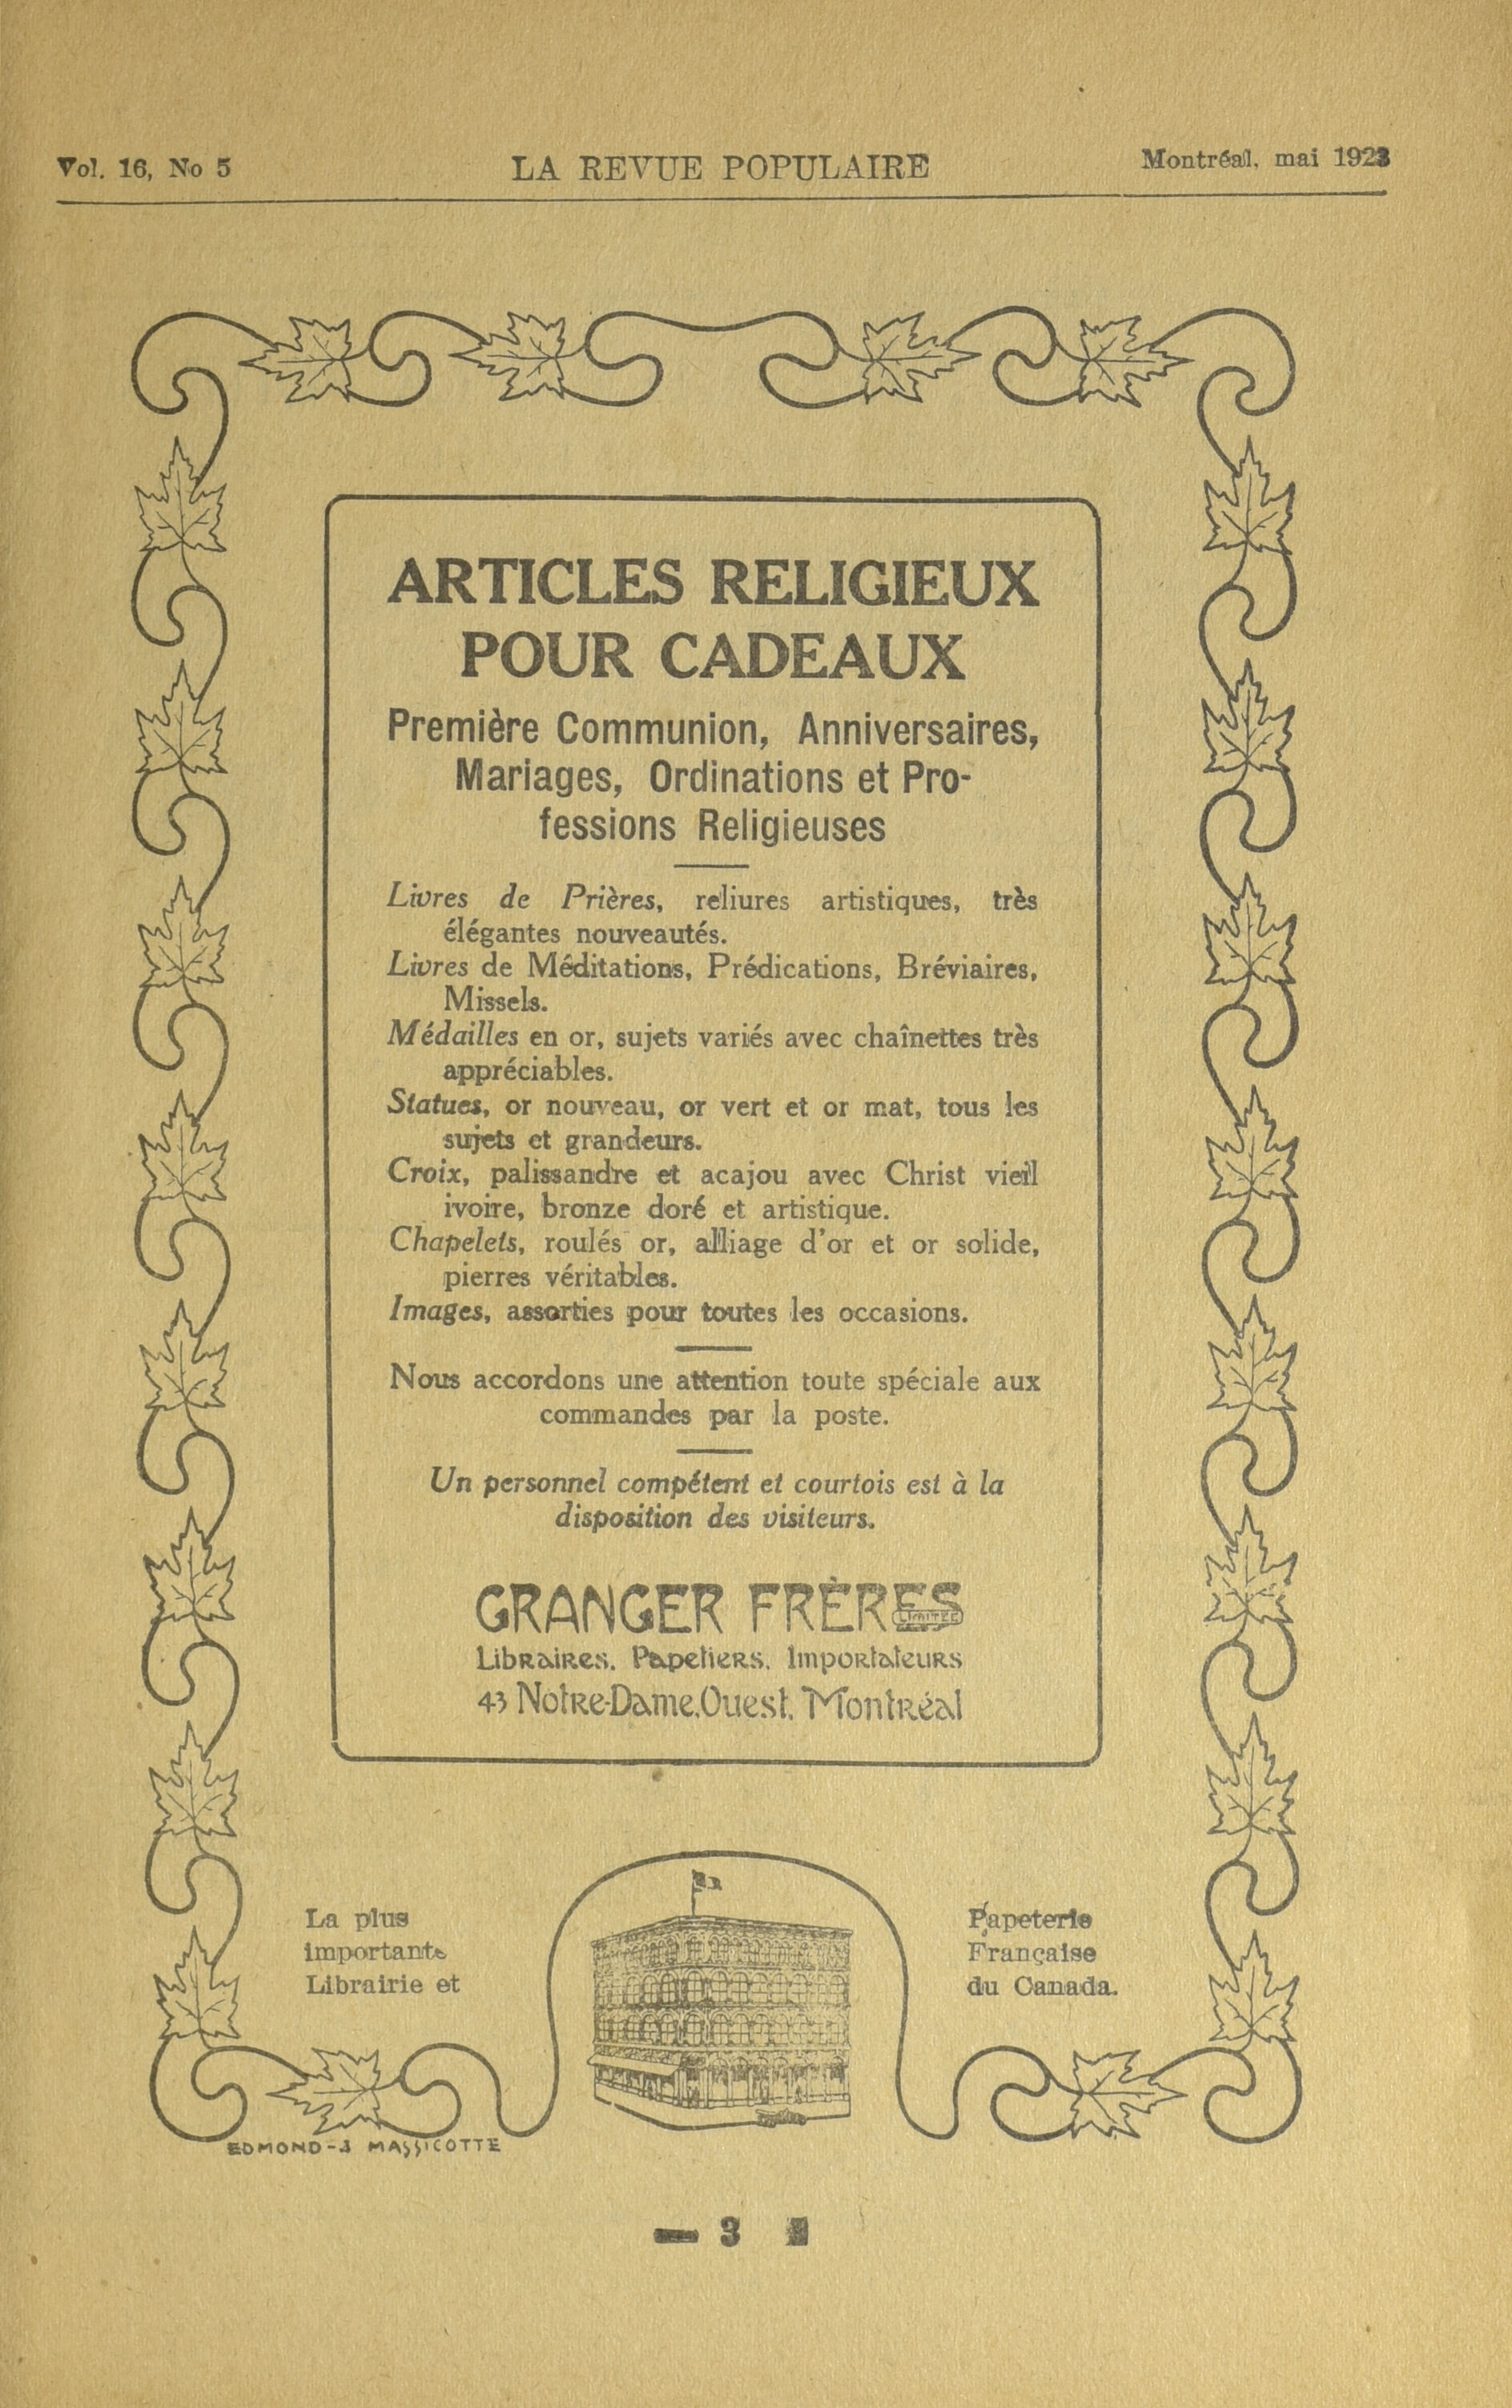 Vol. 16, No 5
LA REVUE POPULAIRE
Montréal, mai 1923
ARTICLES RELIGIEUX
POUR CADEAUX
Première Communion, Anniversaires,
Mariages, Ordinations et Pro-
fessions Religieuses
Livres de Prières, reliures artistiques, très
élégantes nouveautés.
Livres de Méditations, Prédications, Bréviaires,
Missels.
Médailles en or, sujets variés avec chaînettes très
appréciables.
Statues, or nouveau, or vert et or mat, tous les
sujets et grandeurs.
Croix, palissandre et acajou avec Christ vieil
ivoire, bronze doré et artistique.
Chapelets, roulés or, alliage d'or et or solide,
pierres véritables.
Images, assorties pour toutes les occasions.
Nous accordons une attention toute spéciale aux
commandes par la poste.
Un personnel compétent et courtois est à la
disposition des visiteurs.
GRANGER FRÈRES LIMITÉE
Libraires. Papetiers. Importateurs
43 Notre-Dame.Ouest. Montréal
La plus
importante
Librairie et
Papeterie
Française
du Canada.
EDMOND-J MASSICOTTE
— 3